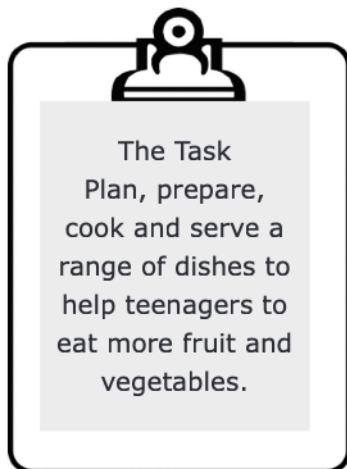 The Task
Plan, prepare,
cook and serve a
range of dishes to
help teenagers to
eat more fruit and
vegetables.